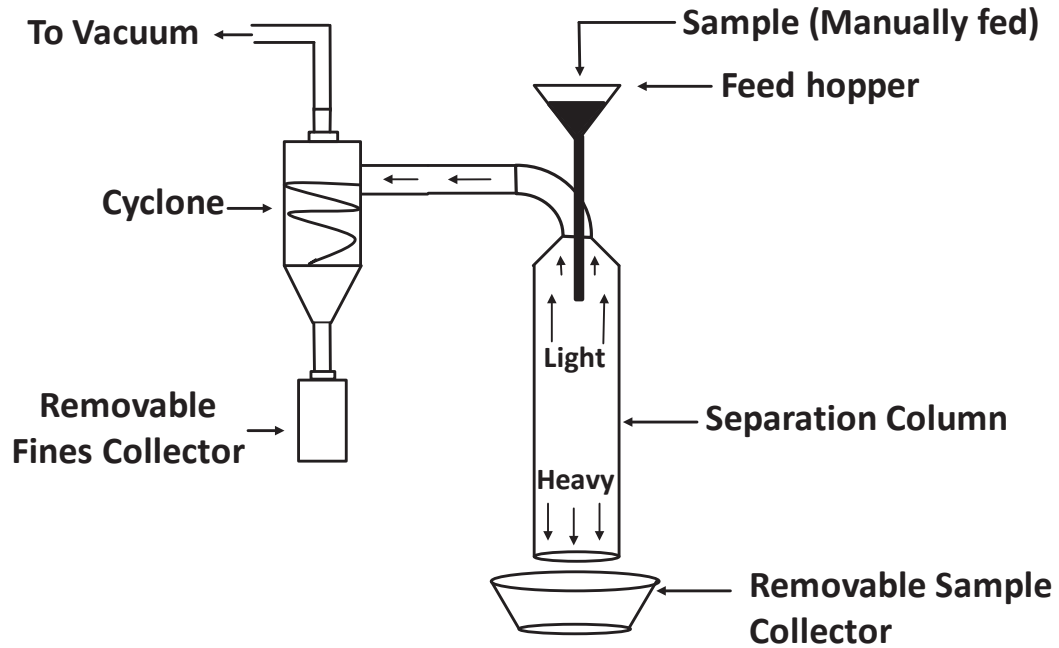 To Vacuum
Sample (Manually fed)
Feed hopper
Cyclone
Light
Removable
Fines Collector
Separation Column
Heavy
Removable Sample
Collector